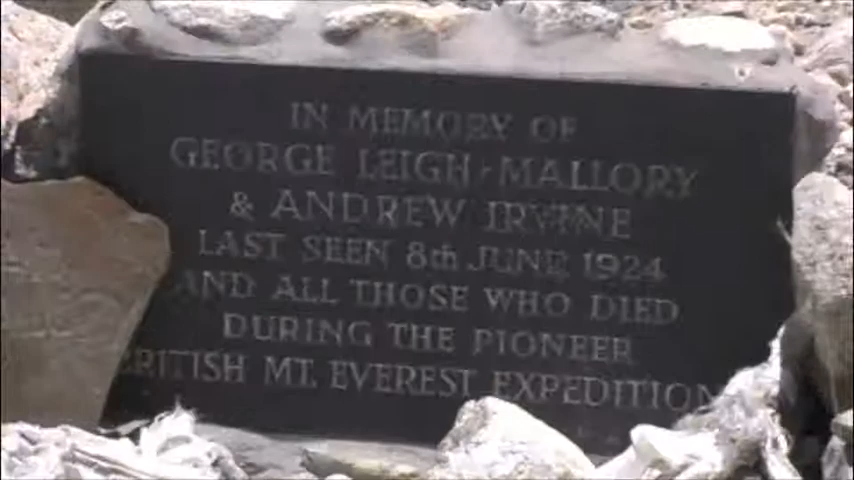 IN MEMORY OF
GEORGE LEIGH-MALLORY
& ANDREW IRVINE
LAST SEEN 8th JUNE 1924
AND ALL THOSE WHO DIED
DURING THE PIONEER
BRITISH MT. EVEREST EXPEDITION